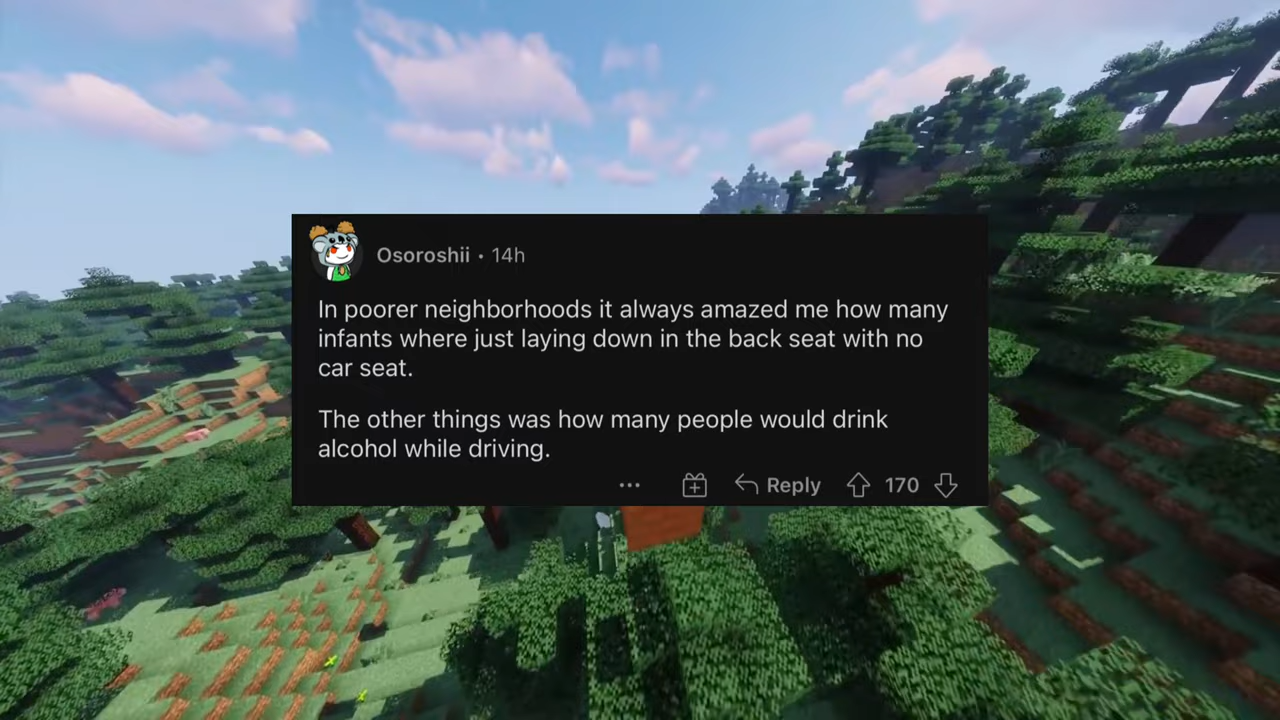 Osoroshii • 14h
In poorer neighborhoods it always amazed me how many
infants where just laying down in the back seat with no
car seat.
The other things was how many people would drink
alcohol while driving.
... Reply 170